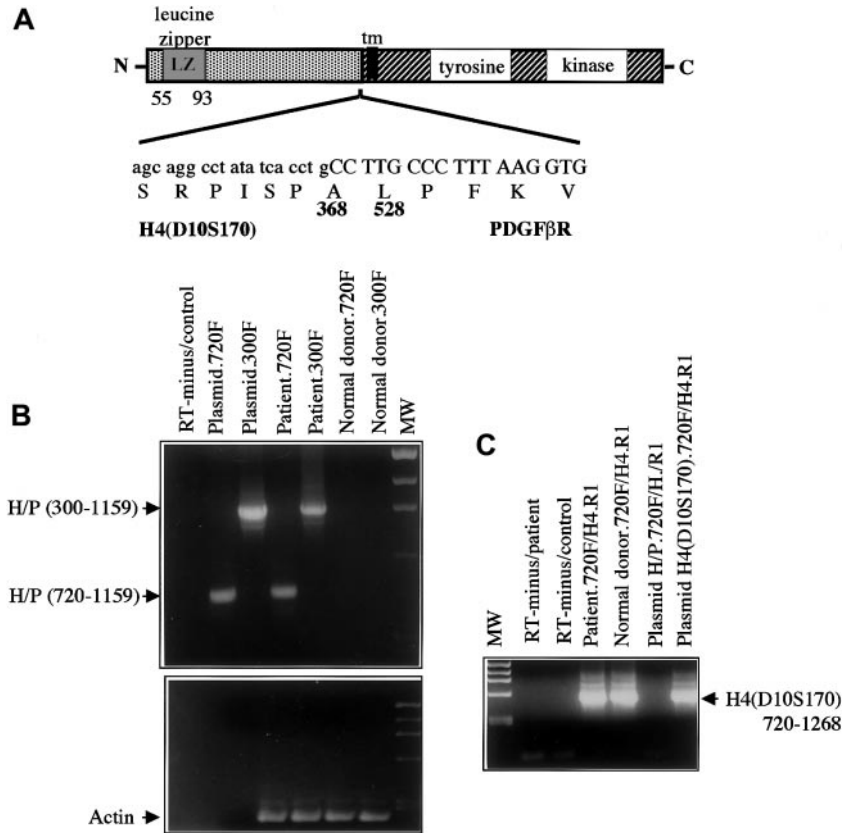 A
leucine
zipper
tm
N
LZ
tyrosine
kinase
C
55
93
agc agg cct ata tca cct gCC TTG CCC TTT AAG GTG
S R P I S P A L P F K V
368
528
H4(D10S170)
PDGFβR
B
RT-minus/control
Plasmid.720F
Plasmid.300F
Patient.720F
Patient.300F
Normal donor.720F
Normal donor.300F
MW
H/P (300-1159)
H/P (720-1159)
Actin
C
MW
RT-minus/patient
RT-minus/control
Patient.720F/H4.R1
Normal donor.720F/H4.R1
Plasmid H/P.720F/H./R1
Plasmid H4(D10S170).720F/H4.R1
H4(D10S170)
720-1268